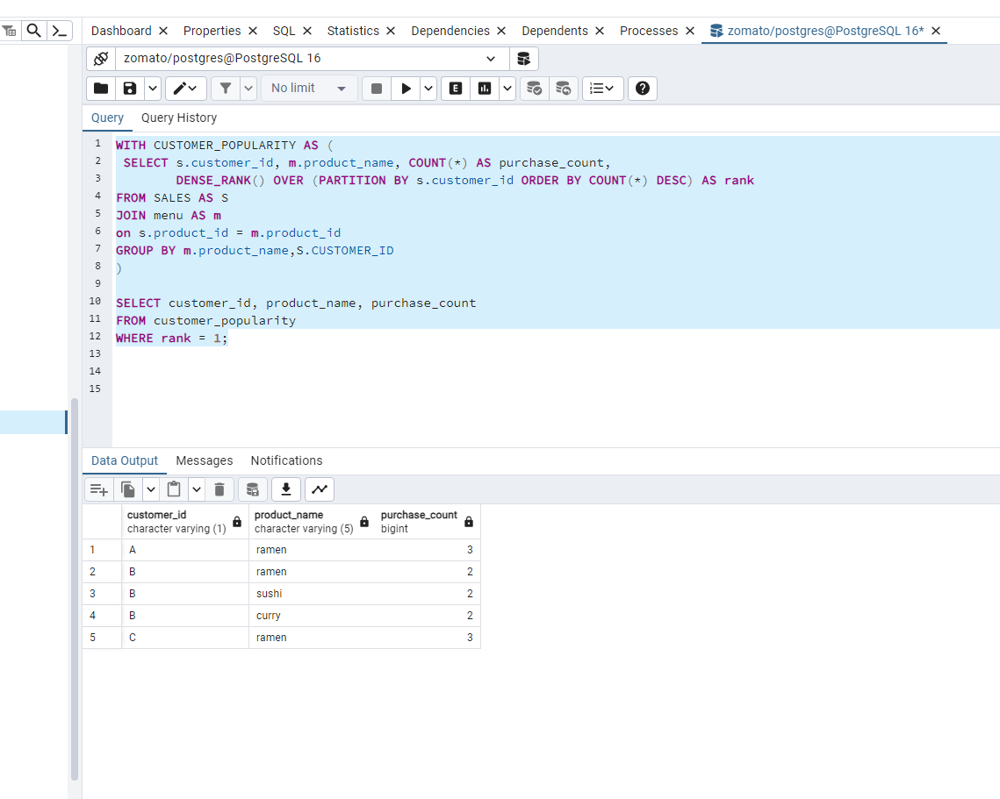 Dashboard × Properties × SQL × Statistics × Dependencies × Dependents × Processes × zomato/postgres@PostgreSQL 16* ×
zomato/postgres@PostgreSQL 16
No limit E
Query Query History
1 WITH CUSTOMER_POPULARITY AS (
2 SELECT s.customer_id, m.product_name, COUNT(*) AS purchase_count,
3 DENSE_RANK() OVER (PARTITION BY s.customer_id ORDER BY COUNT(*) DESC) AS rank
4 FROM SALES AS S
5 JOIN menu AS m
6 on s.product_id = m.product_id
7 GROUP BY m.product_name,S.CUSTOMER_ID
8 )
9
10 SELECT customer_id, product_name, purchase_count
11 FROM customer_popularity
12 WHERE rank = 1;
13
14
15
Data Output Messages Notifications
customer_id product_name purchase_count
character varying (1) character varying (5) bigint
1 A ramen 3
2 B ramen 2
3 B sushi 2
4 B curry 2
5 C ramen 3